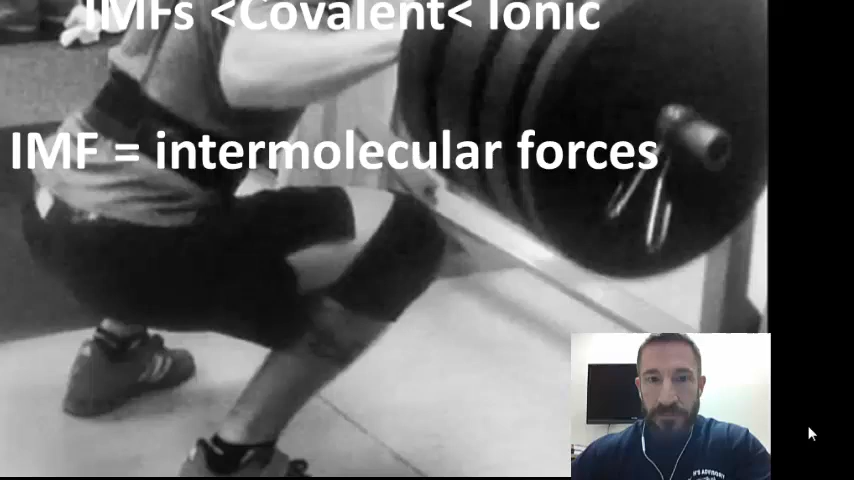 IMFs <Covalent< Ionic
IMF = intermolecular forces